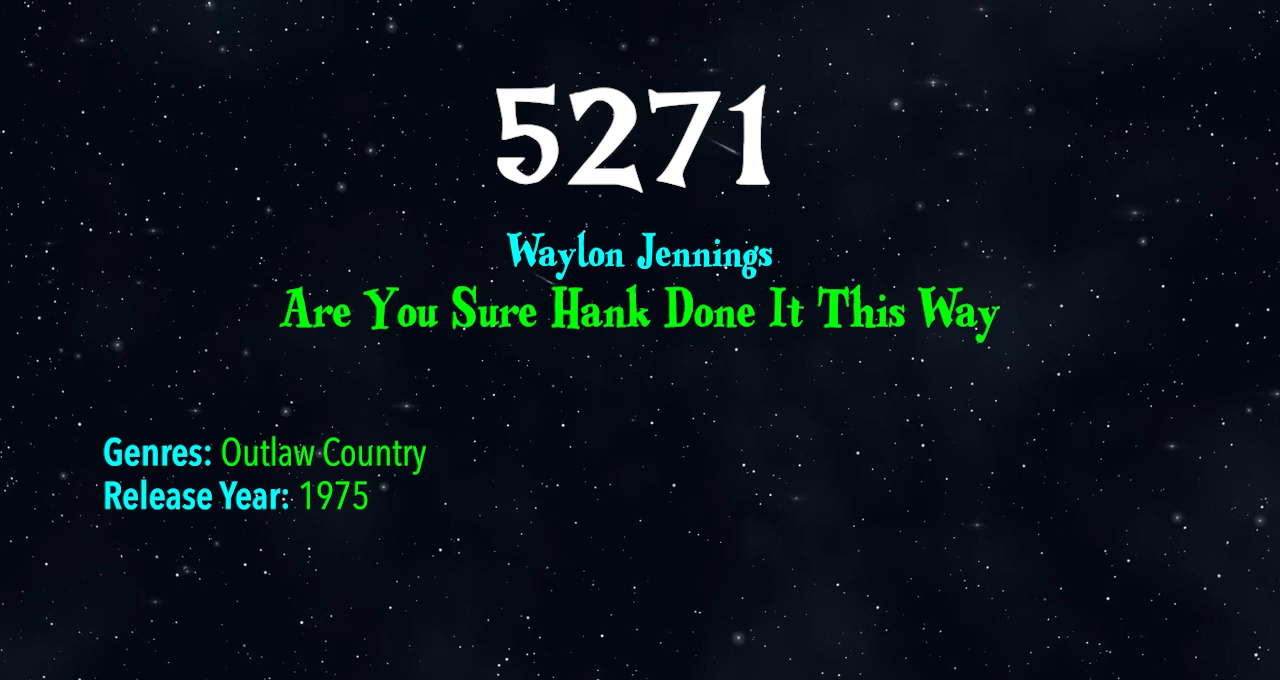 5271
Waylon Jennings
Are You Sure Hank Done It This Way
Genres: Outlaw Country
Release Year: 1975